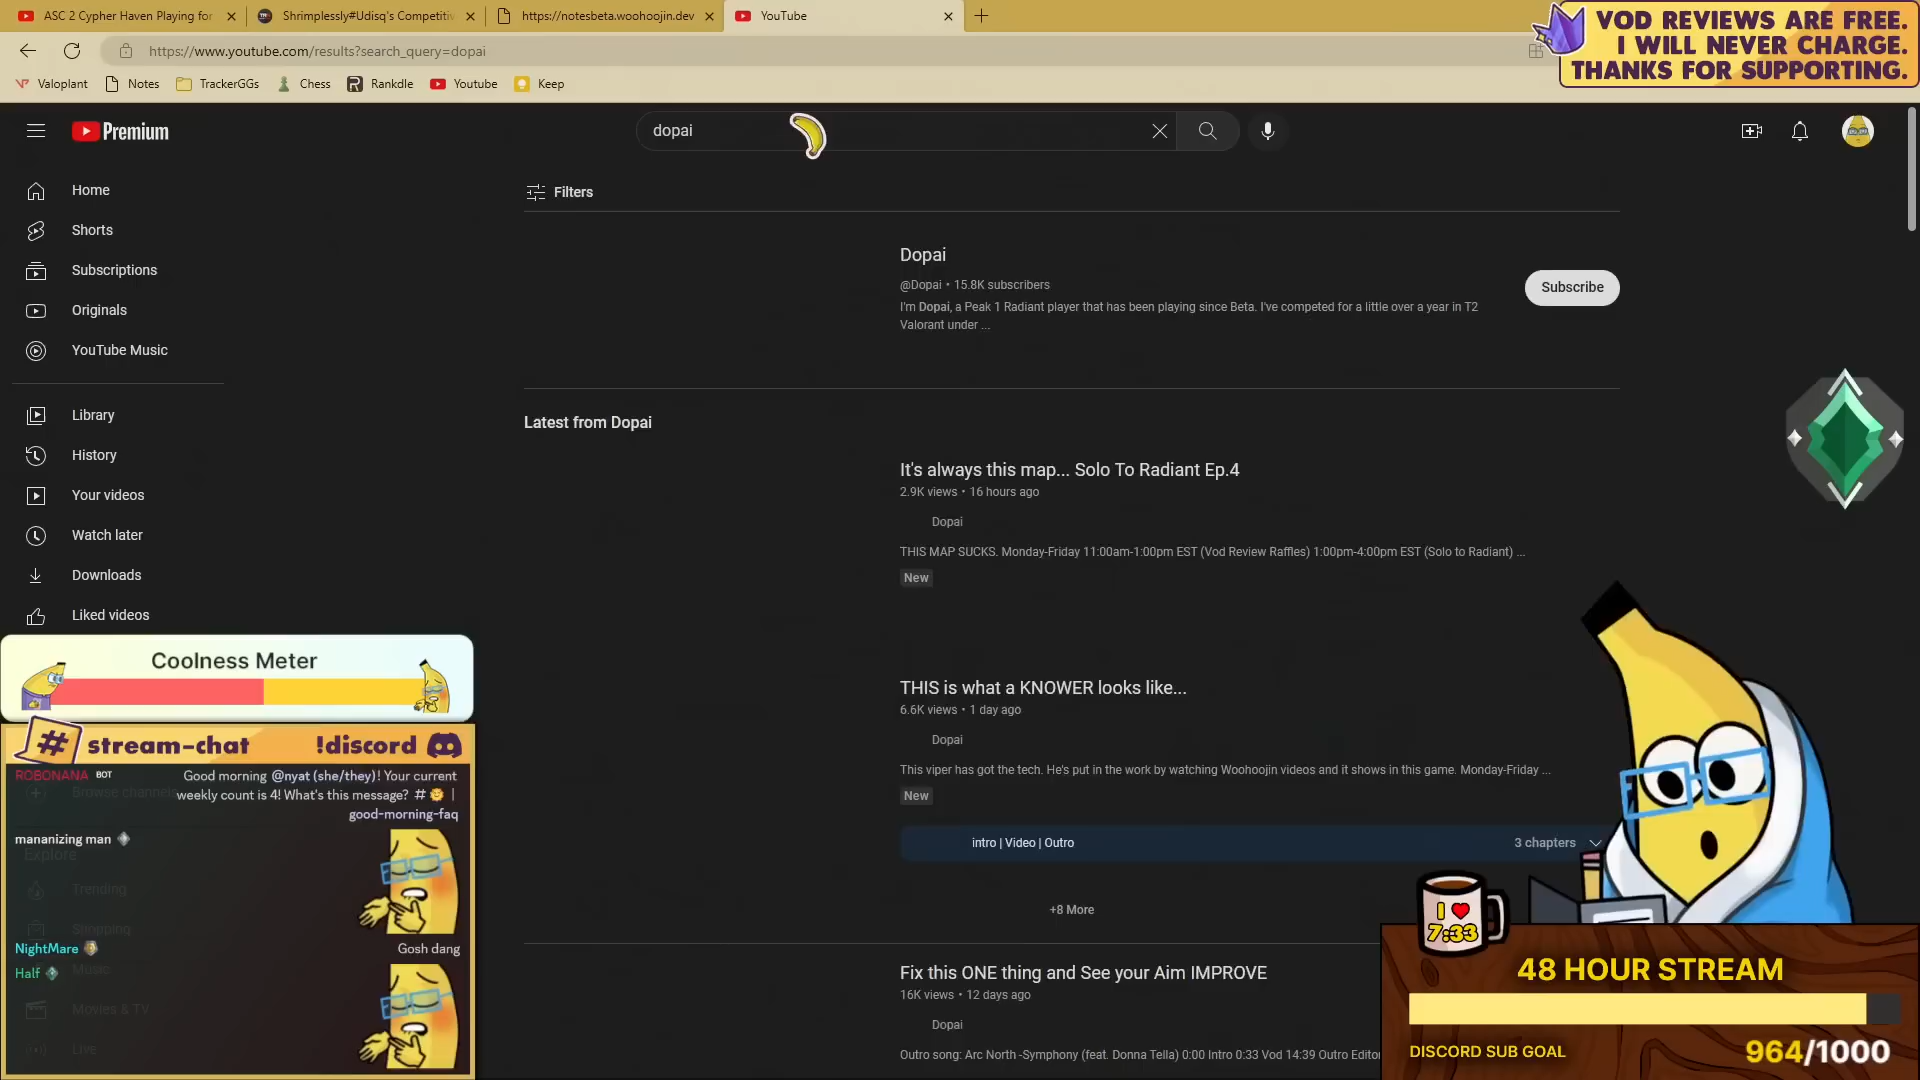 ASC 2 Cypher Haven Playing for
Shrimplessly#Udisq's Competitiv
https://notesbeta.woohoojin.dev
YouTube
https://www.youtube.com/results?search_query=dopai
VOD REVIEWS ARE FREE.
I WILL NEVER CHARGE.
THANKS FOR SUPPORTING.
Valoplant
Notes
TrackerGGs
Chess
Rankdle
Youtube
Keep
Premium
dopai
Home
Shorts
Subscriptions
Originals
YouTube Music
Library
History
Your videos
Watch later
Downloads
Liked videos
Filters
Dopai
@Dopai • 15.8K subscribers
I'm Dopai, a Peak 1 Radiant player that has been playing since Beta. I've competed for a little over a year in T2
Valorant under ...
Subscribe
Latest from Dopai
It's always this map... Solo To Radiant Ep.4
2.9K views • 16 hours ago
Dopai
THIS MAP SUCKS. Monday-Friday 11:00am-1:00pm EST (Vod Review Raffles) 1:00pm-4:00pm EST (Solo to Radiant) ...
New
THIS is what a KNOWER looks like...
6.6K views • 1 day ago
Dopai
This viper has got the tech. He's put in the work by watching Woohoojin videos and it shows in this game. Monday-Friday ...
New
intro | Video | Outro
3 chapters
+8 More
Fix this ONE thing and See your Aim IMPROVE
16K views • 12 days ago
Dopai
Outro song: Arc North -Symphony (feat. Donna Tella) 0:00 Intro 0:33 Vod 14:39 Outro Editor
Coolness Meter
# stream-chat
!discord
ROBONANA BOT
Good morning @nyat (she/they)! Your current
weekly count is 4! What's this message? # 🌞 |
good-morning-faq
Browse channels
mananizing man
Explore
Trending
Shopping
NightMare
Gosh dang
Half
Music
Movies & TV
Live
I ❤
7:33
48 HOUR STREAM
DISCORD SUB GOAL
964/1000